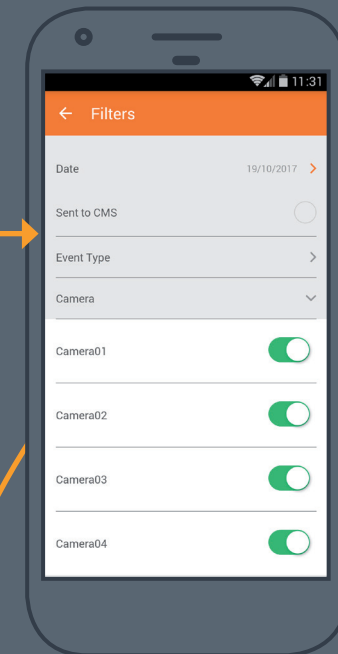 11:31
Filters
Date 19/10/2017
Sent to CMS
Event Type
Camera
Camera01
Camera02
Camera03
Camera04